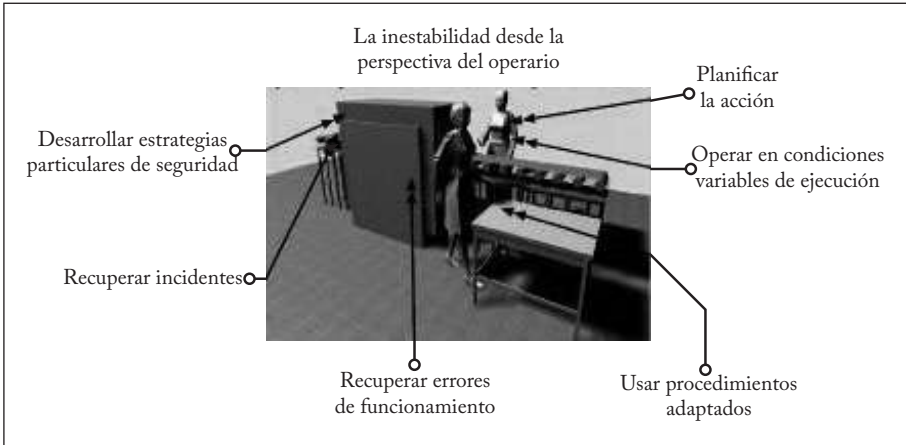 La inestabilidad desde la
perspectiva del operario
Planificar
la acción
Desarrollar estrategias
particulares de seguridad
Operar en condiciones
variables de ejecución
Recuperar incidentes
Recuperar errores
de funcionamiento
Usar procedimientos
adaptados